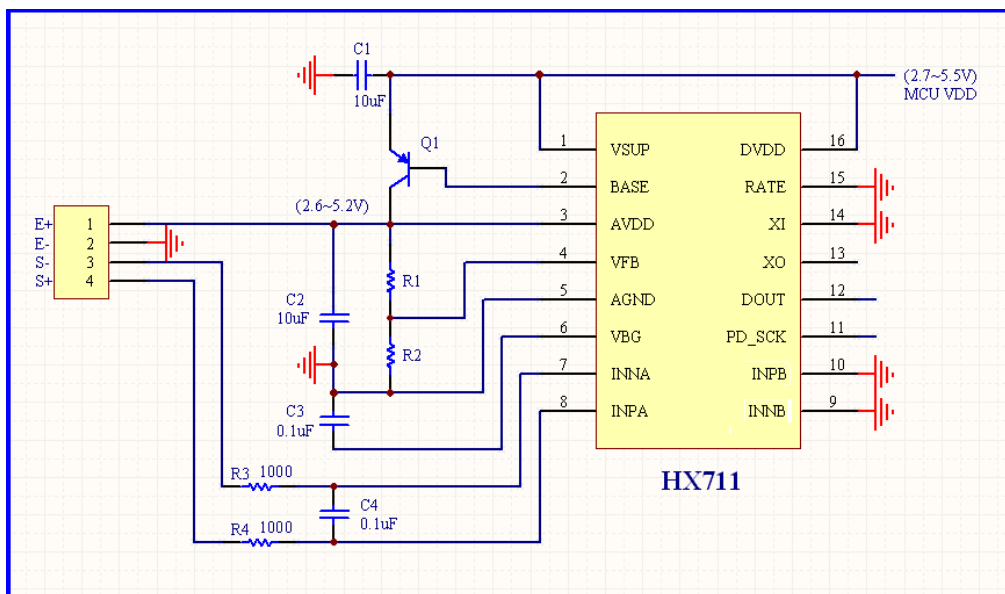 C1
10uF
(2.7~5.5V)
MCU VDD
Q1
1 VSUP DVDD 16
2 BASE RATE 15
(2.6~5.2V)
E+ 1
3 AVDD XI 14
E- 2
S- 3
4 VFB XO 13
S+ 4
R1
C2
10uF
5 AGND DOUT 12
6 VBG PD_SCK 11
R2
7 INNA INPB 10
C3
0.1uF
8 INPA INNB 9
R3 1000
HX711
C4
0.1uF
R4 1000